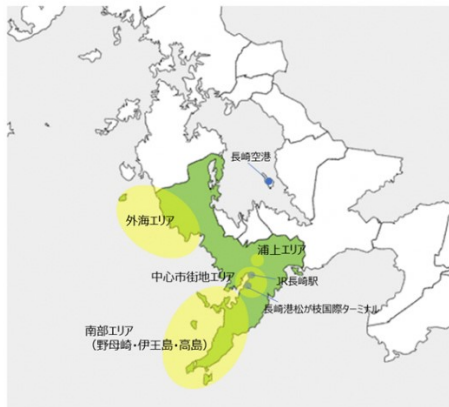 長崎空港
外海エリア
浦上エリア
中心市街地エリア
JR長崎駅
長崎港松が枝国際ターミナル
南部エリア
（野母崎・伊王島・高島）